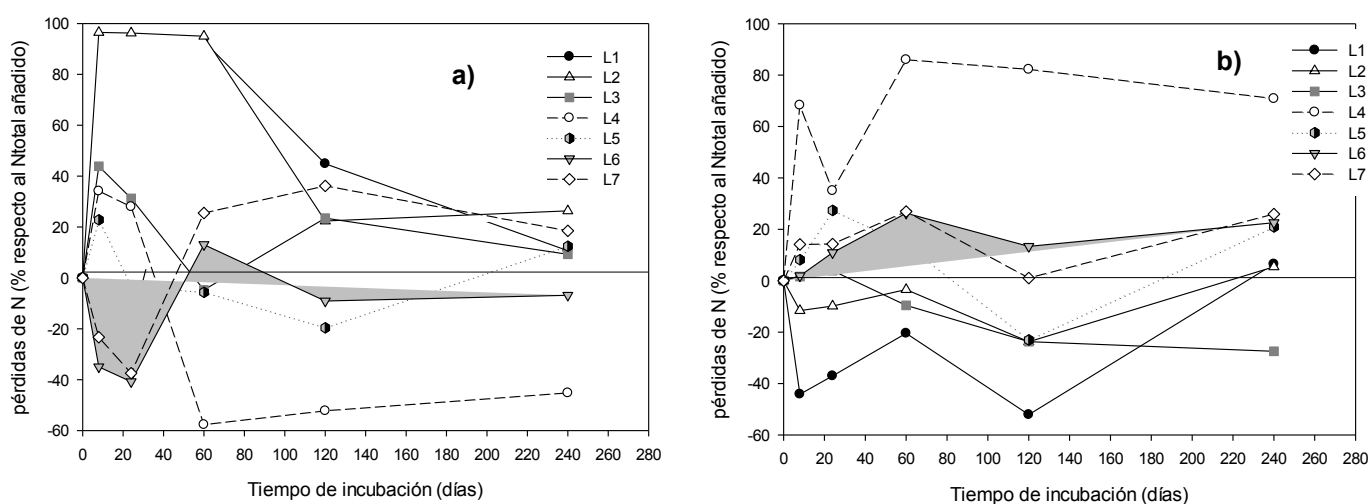 pérdidas de N (% respecto al Ntotal añadido)
100
80
60
40
20
0
-20
-40
-60
0 20 40 60 80 100 120 140 160 180 200 220 240 260 280
Tiempo de incubación (días)
a)
L1
L2
L3
L4
L5
L6
L7
pérdidas de N (% respecto al Ntotal añadido)
100
80
60
40
20
0
-20
-40
-60
0 20 40 60 80 100 120 140 160 180 200 220 240 260 280
Tiempo de incubación (días)
b)
L1
L2
L3
L4
L5
L6
L7